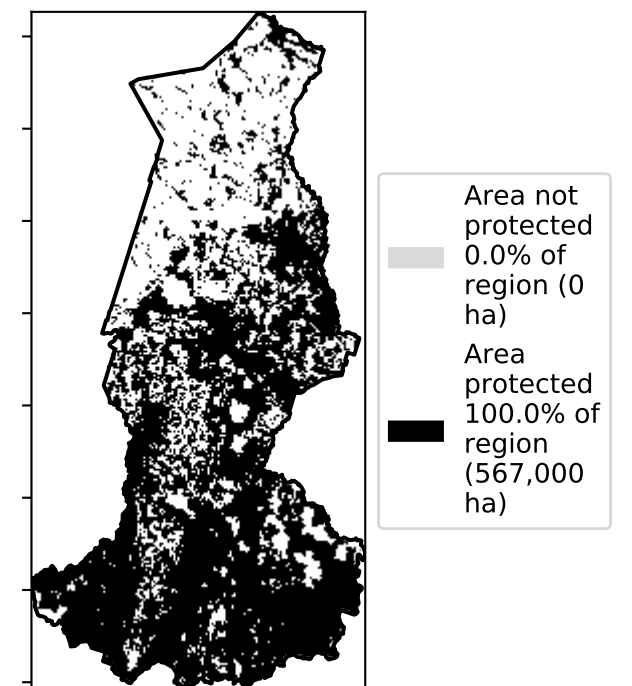 Area not
protected
0.0% of
region (0
ha)
Area
protected
100.0% of
region
(567,000
ha)